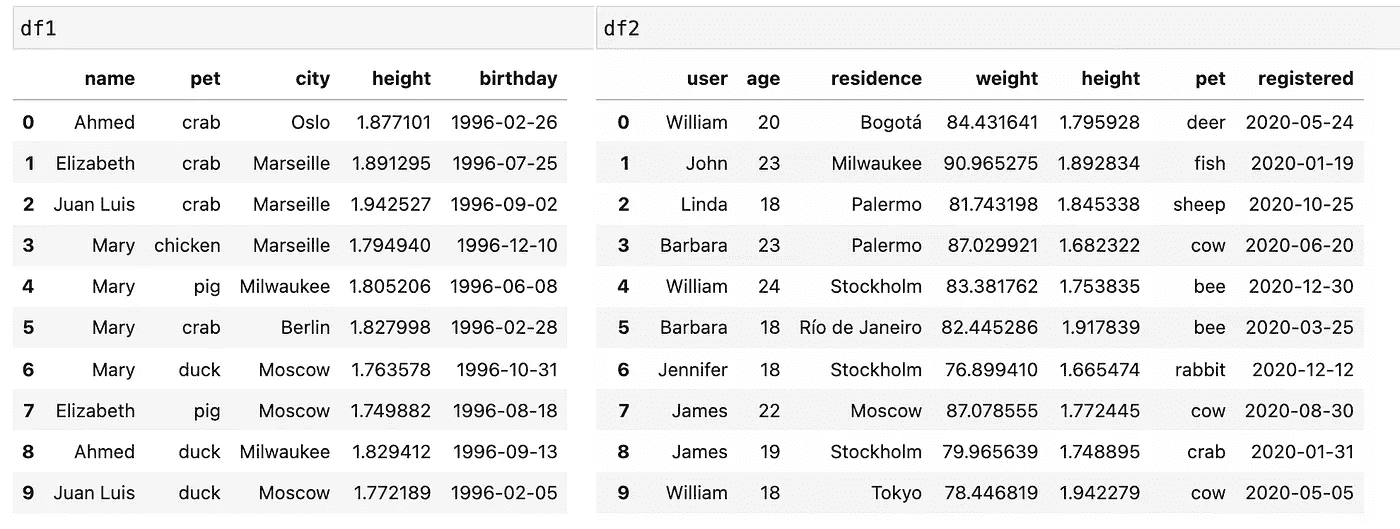 df1
name pet city height birthday
0 Ahmed crab Oslo 1.877101 1996-02-26
1 Elizabeth crab Marseille 1.891295 1996-07-25
2 Juan Luis crab Marseille 1.942527 1996-09-02
3 Mary chicken Marseille 1.794940 1996-12-10
4 Mary pig Milwaukee 1.805206 1996-06-08
5 Mary crab Berlin 1.827998 1996-02-28
6 Mary duck Moscow 1.763578 1996-10-31
7 Elizabeth pig Moscow 1.749882 1996-08-18
8 Ahmed duck Milwaukee 1.829412 1996-09-13
9 Juan Luis duck Moscow 1.772189 1996-02-05
df2
user age residence weight height pet registered
0 William 20 Bogotá 84.431641 1.795928 deer 2020-05-24
1 John 23 Milwaukee 90.965275 1.892834 fish 2020-01-19
2 Linda 18 Palermo 81.743198 1.845338 sheep 2020-10-25
3 Barbara 23 Palermo 87.029921 1.682322 cow 2020-06-20
4 William 24 Stockholm 83.381762 1.753835 bee 2020-12-30
5 Barbara 18 Río de Janeiro 82.445286 1.917839 bee 2020-03-25
6 Jennifer 18 Stockholm 76.899410 1.665474 rabbit 2020-12-12
7 James 22 Moscow 87.078555 1.772445 cow 2020-08-30
8 James 19 Stockholm 79.965639 1.748895 crab 2020-01-31
9 William 18 Tokyo 78.446819 1.942279 cow 2020-05-05